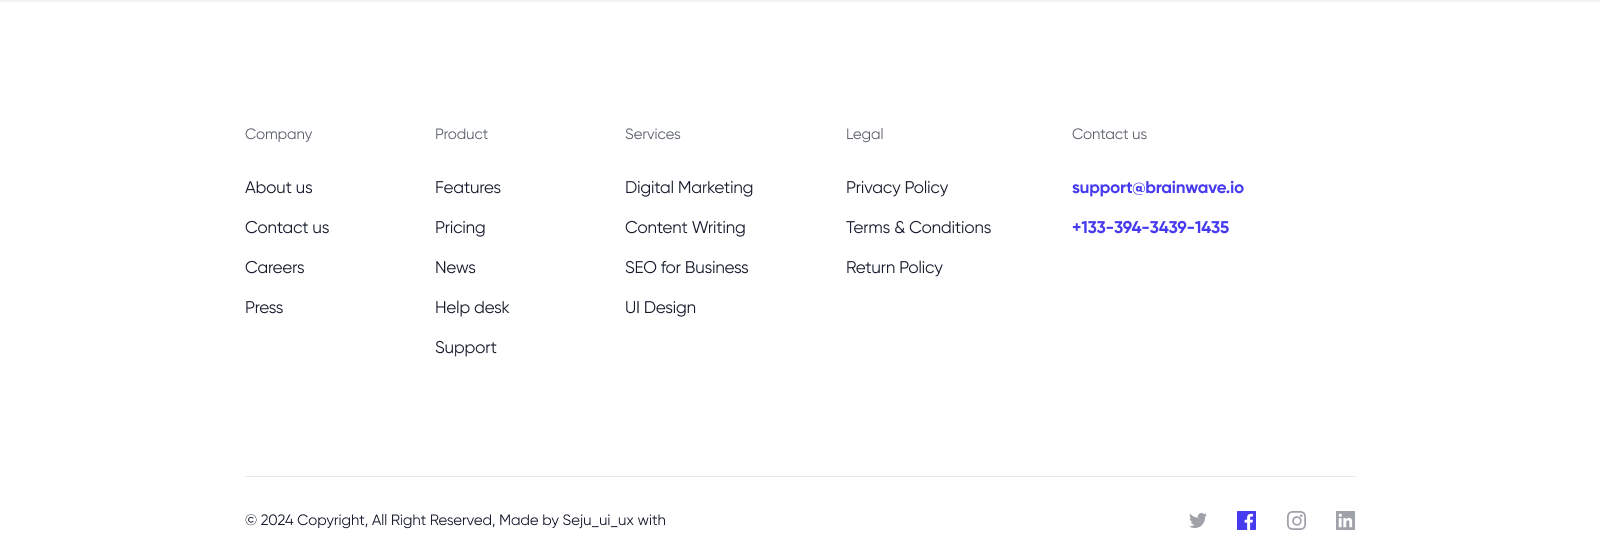 Company
About us
Contact us
Careers
Press
Product
Features
Pricing
News
Help desk
Support
Services
Digital Marketing
Content Writing
SEO for Business
UI Design
Legal
Privacy Policy
Terms & Conditions
Return Policy
Contact us
support@brainwave.io
+133-394-3439-1435
© 2024 Copyright, All Right Reserved, Made by Seju_ui_ux with